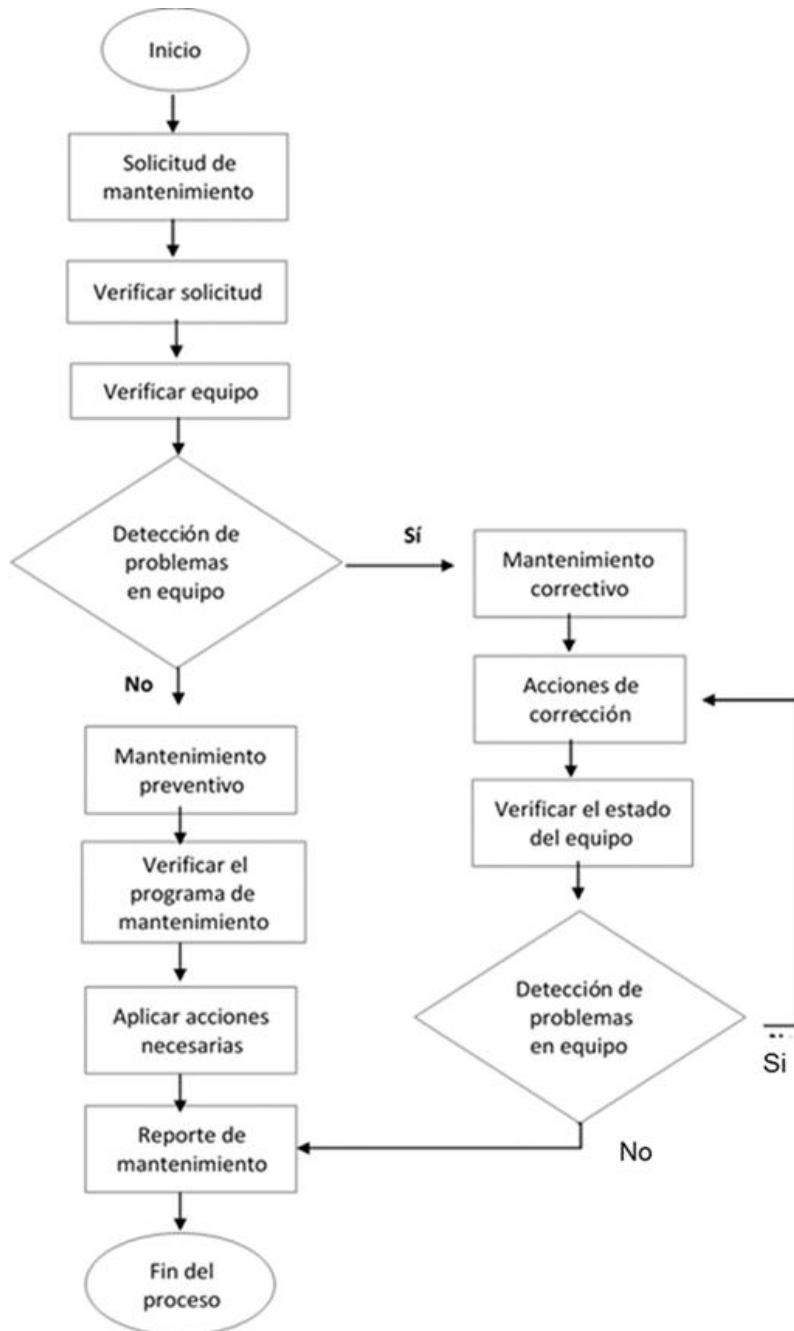 Inicio
Solicitud de
mantenimiento
Verificar solicitud
Verificar equipo
Detección de
problemas
en equipo
Sí
No
Mantenimiento
correctivo
Acciones de
corrección
Verificar el estado
del equipo
Detección de
problemas
en equipo
Si
No
Mantenimiento
preventivo
Verificar el
programa de
mantenimiento
Aplicar acciones
necesarias
Reporte de
mantenimiento
Fin del
proceso